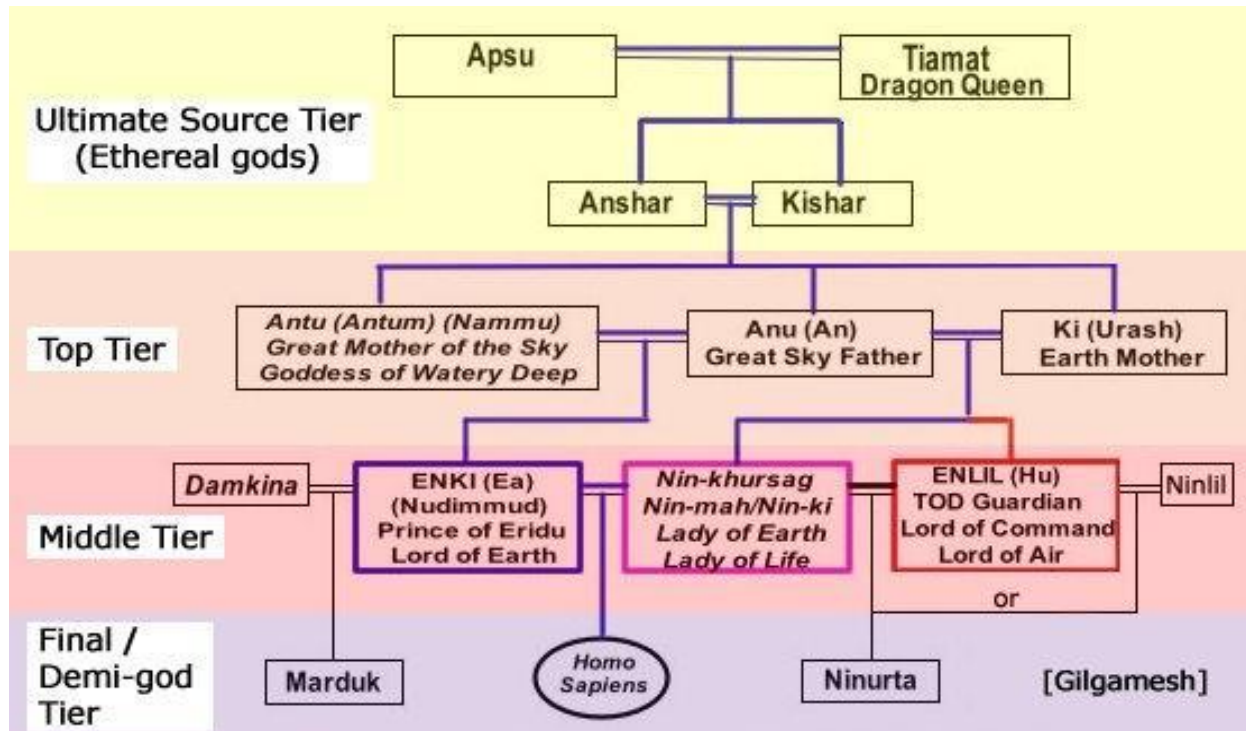 Apsu
Tiamat
Dragon Queen
Ultimate Source Tier
(Ethereal gods)
Anshar
Kishar
Top Tier
Antu (Antum) (Nammu)
Great Mother of the Sky
Goddess of Watery Deep
Anu (An)
Great Sky Father
Ki (Urash)
Earth Mother
Middle Tier
Damkina
ENKI (Ea)
(Nudimmud)
Prince of Eridu
Lord of Earth
Nin-khursag
Nin-mah/Nin-ki
Lady of Earth
Lady of Life
ENLIL (Hu)
TOD Guardian
Lord of Command
Lord of Air
Ninlil
or
Final /
Demi-god
Tier
Marduk
Homo
Sapiens
Ninurta
[Gilgamesh]